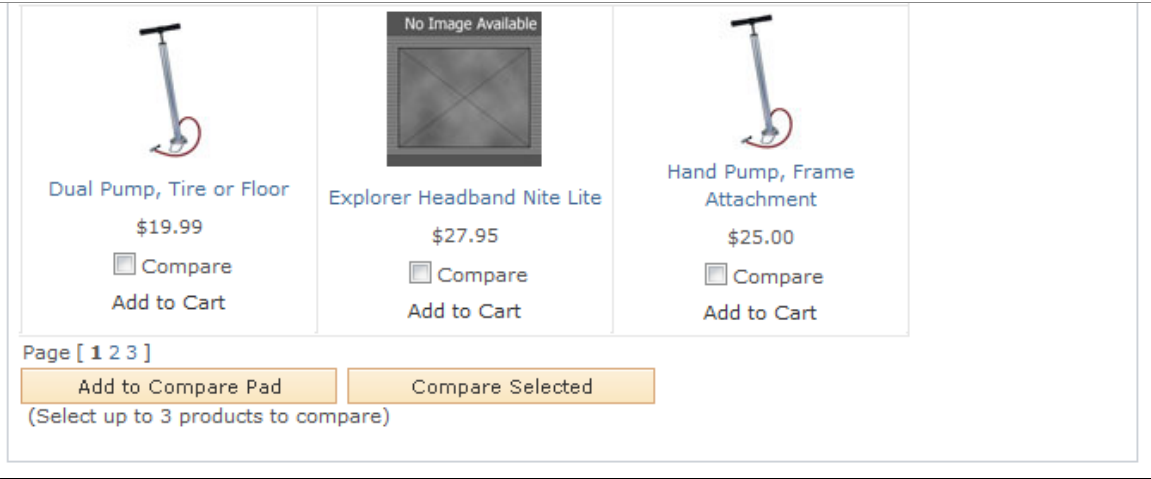 No Image Available
Dual Pump, Tire or Floor
$19.99
Compare
Add to Cart
Explorer Headband Nite Lite
$27.95
Compare
Add to Cart
Hand Pump, Frame
Attachment
$25.00
Compare
Add to Cart
Page [ 1 2 3 ]
Add to Compare Pad
Compare Selected
(Select up to 3 products to compare)